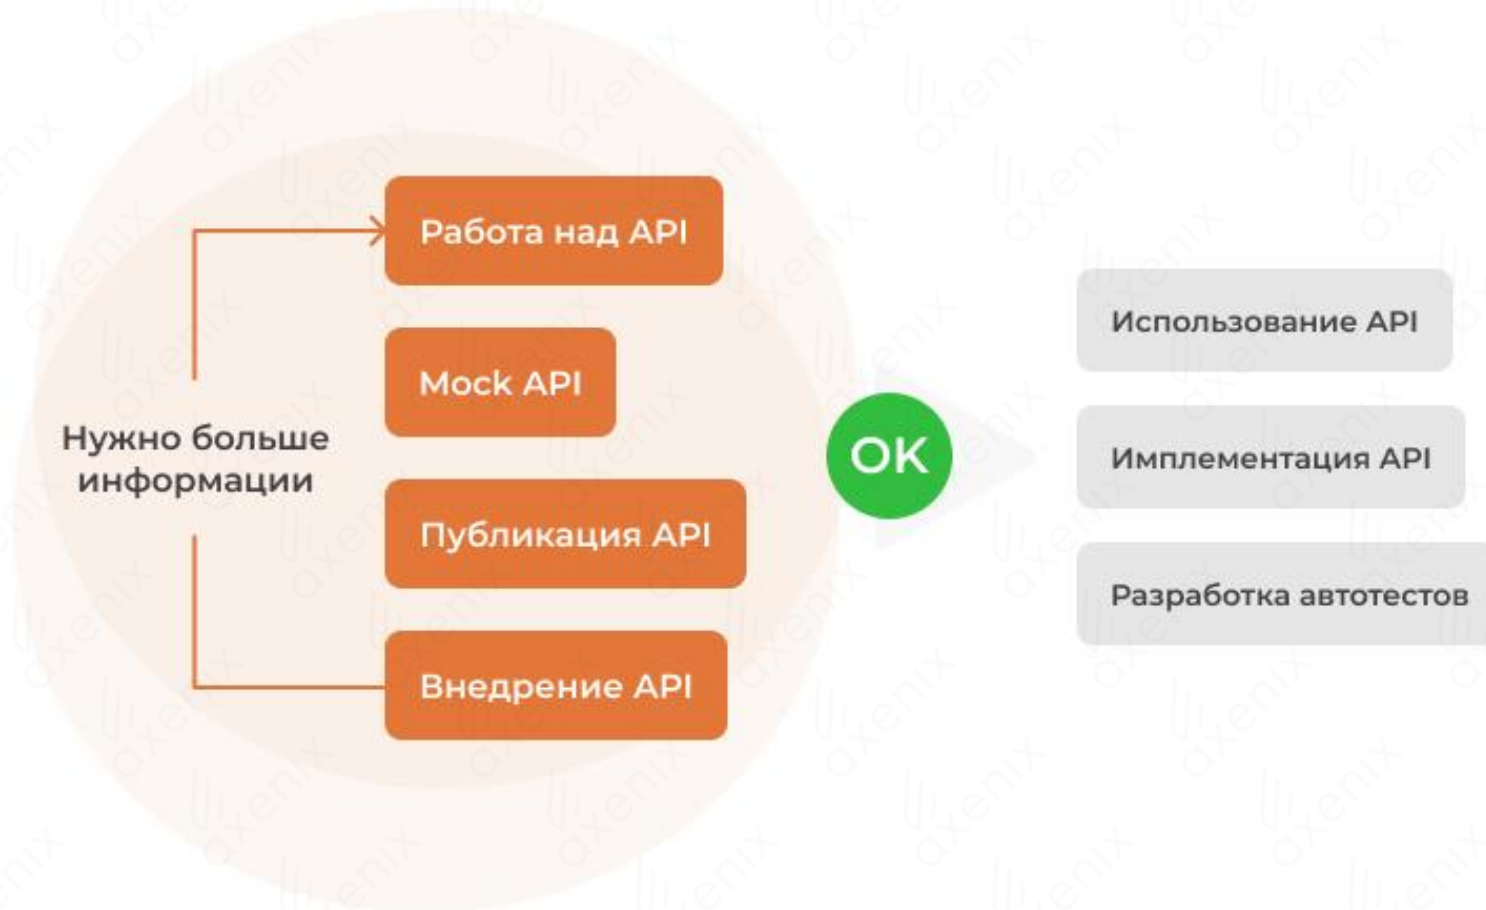 Работа над API
Mock API
Нужно больше
информации
Публикация API
Внедрение API
OK
Использование API
Имплементация API
Разработка автотестов
axenix